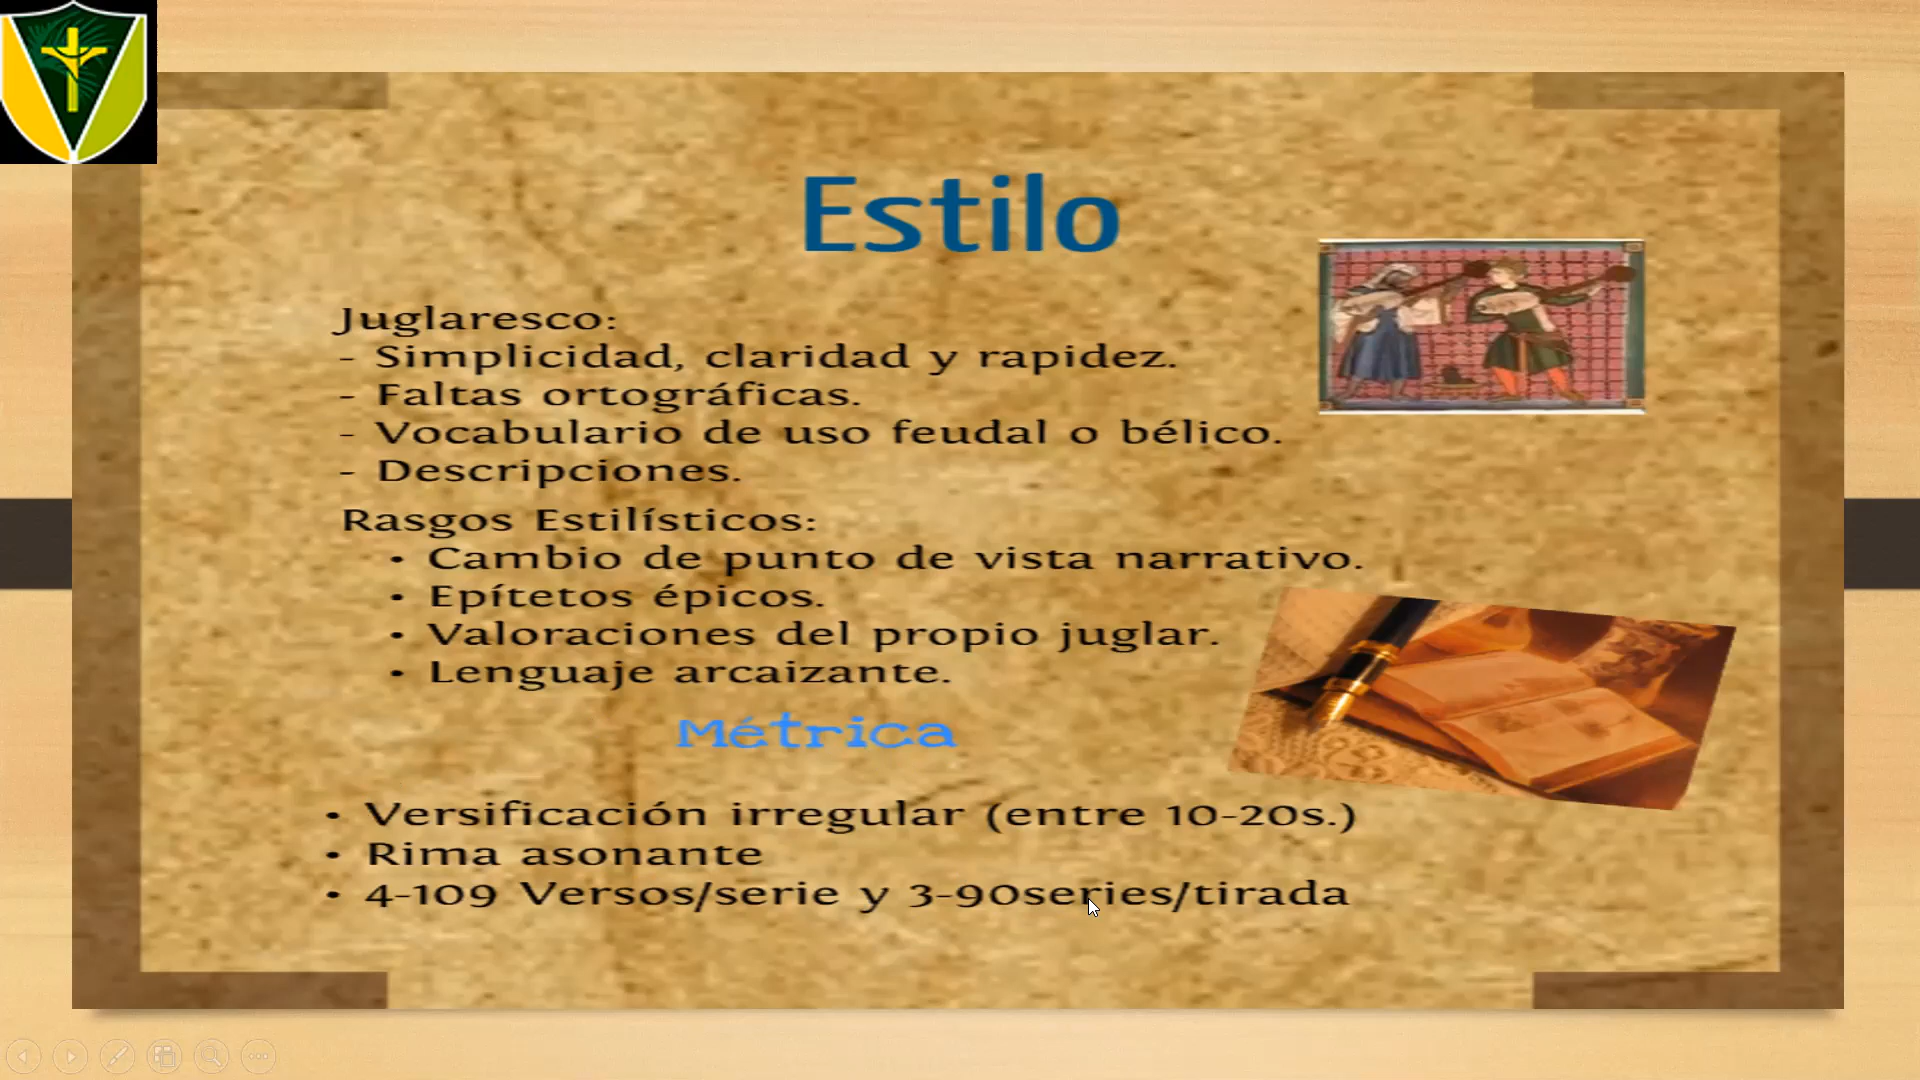 Estilo
Juglaresco:
- Simplicidad, claridad y rapidez.
- Faltas ortográficas.
- Vocabulario de uso feudal o bélico.
- Descripciones.
Rasgos Estilísticos:
• Cambio de punto de vista narrativo.
• Epítetos épicos.
• Valoraciones del propio juglar.
• Lenguaje arcaizante.
Métrica
• Versificación irregular (entre 10-20s.)
• Rima asonante
• 4-109 Versos/serie y 3-90series/tirada